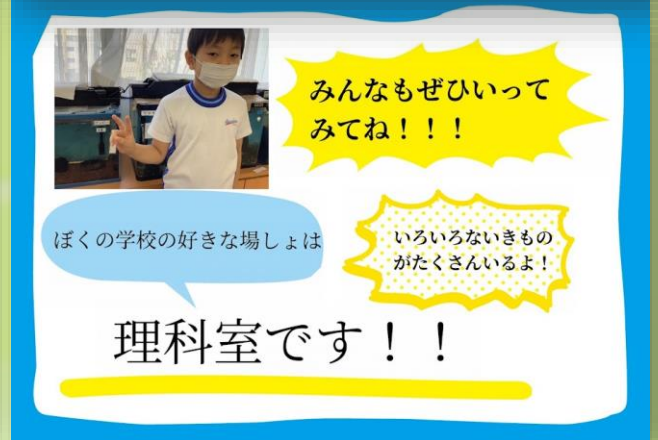 みんなもぜひいって
みてね！！！
ぼくの学校の好きな場しょは
いろいろないきもの
がたくさんいるよ！
理科室です！！